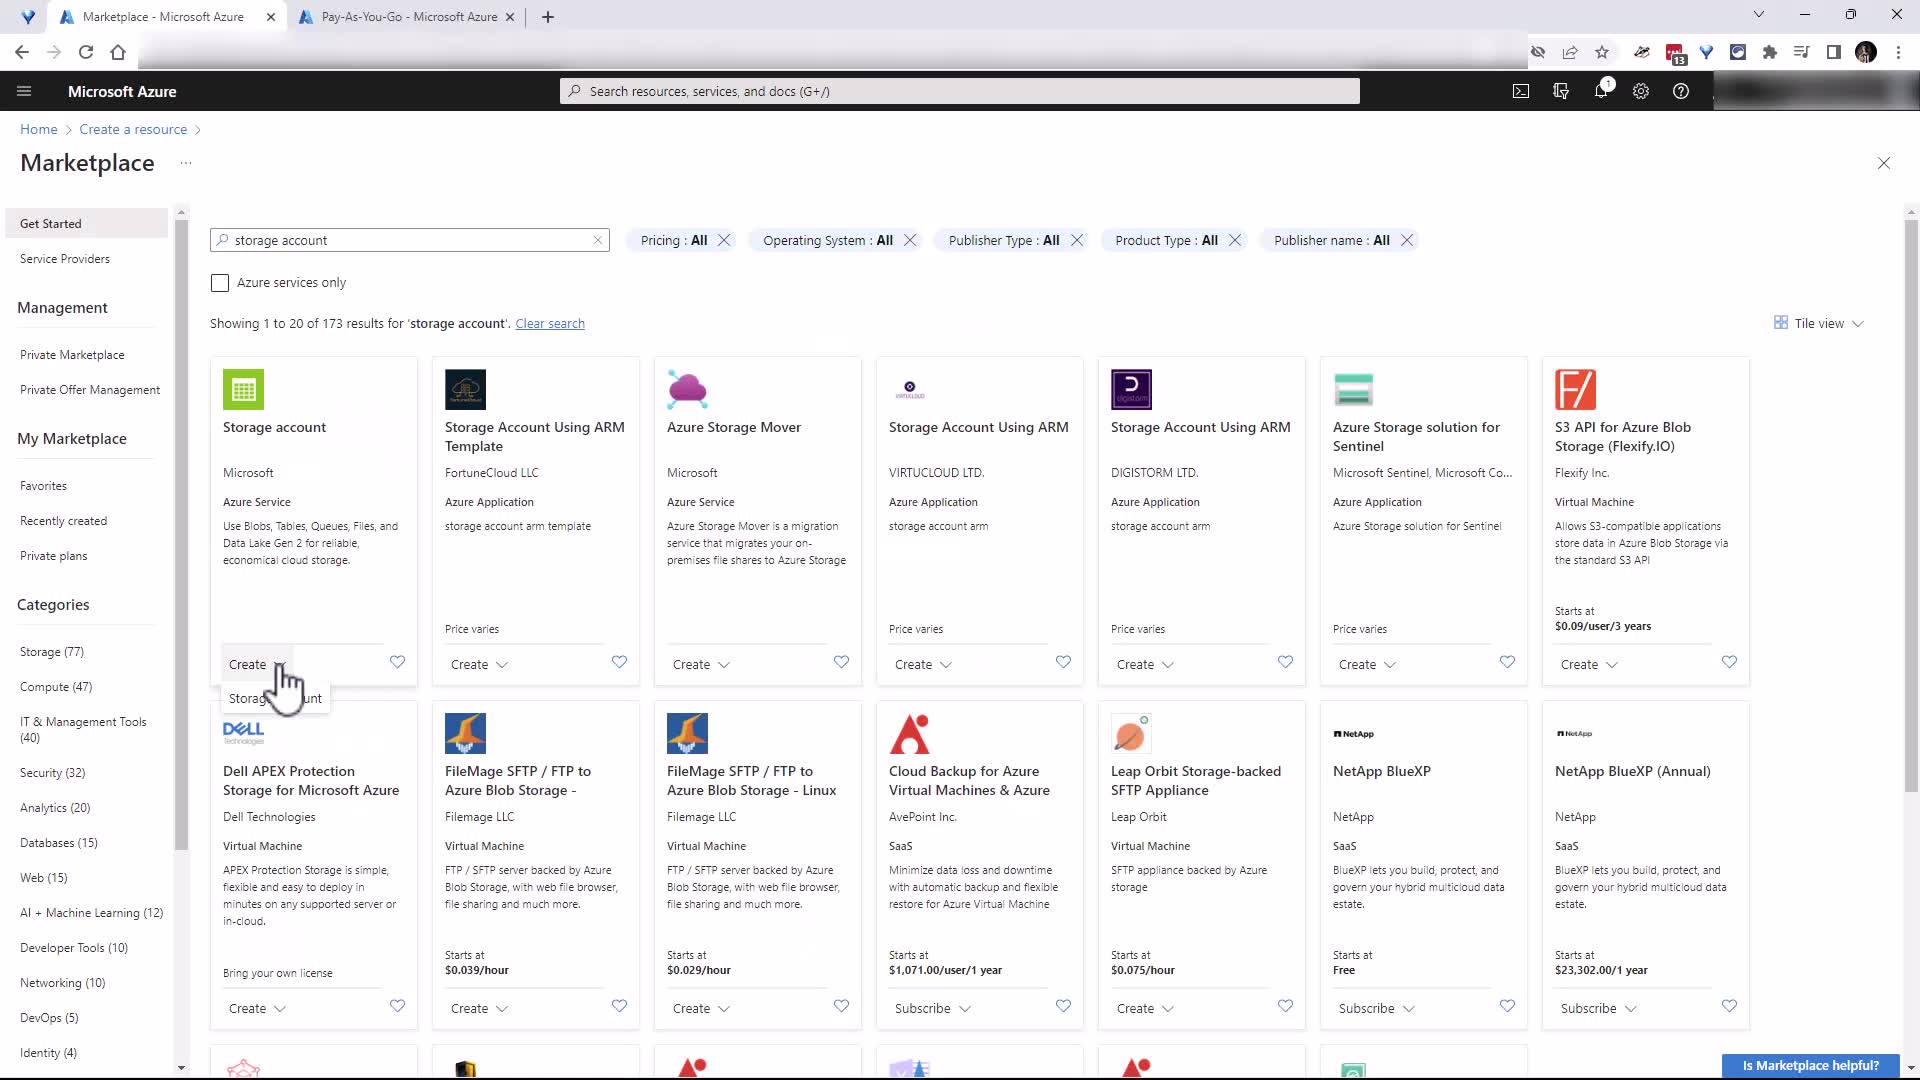 Marketplace - Microsoft Azure
Pay-As-You-Go - Microsoft Azure
13
Microsoft Azure
Search resources, services, and docs (G+/)
1
Home
Create a resource
Marketplace
Get Started
Service Providers
Management
Private Marketplace
Private Offer Management
My Marketplace
Favorites
Recently created
Private plans
Categories
Storage (77)
Compute (47)
IT & Management Tools
(40)
Security (32)
Analytics (20)
Databases (15)
Web (15)
AI + Machine Learning (12)
Developer Tools (10)
Networking (10)
DevOps (5)
Identity (4)
storage account
Pricing : All
Operating System : All
Publisher Type : All
Product Type : All
Publisher name : All
Azure services only
Showing 1 to 20 of 173 results for 'storage account'. Clear search
Tile view
Storage account
Microsoft
Azure Service
Use Blobs, Tables, Queues, Files, and
Data Lake Gen 2 for reliable,
economical cloud storage.
Create
FortuneCloud
Storage Account Using ARM
Template
FortuneCloud LLC
Azure Application
storage account arm template
Price varies
Create
Azure Storage Mover
Microsoft
Azure Service
Azure Storage Mover is a migration
service that migrates your on-
premises file shares to Azure Storage
Create
VIRTUCLOUD
Storage Account Using ARM
VIRTUCLOUD LTD.
Azure Application
storage account arm
Price varies
Create
digistorm
Storage Account Using ARM
DIGISTORM LTD.
Azure Application
storage account arm
Price varies
Create
Azure Storage solution for
Sentinel
Microsoft Sentinel, Microsoft Co...
Azure Application
Azure Storage solution for Sentinel
Price varies
Create
F/
S3 API for Azure Blob
Storage (Flexify.IO)
Flexify Inc.
Virtual Machine
Allows S3-compatible applications
store data in Azure Blob Storage via
the standard S3 API
Starts at
$0.09/user/3 years
Create
DELL
Technologies
Dell APEX Protection
Storage for Microsoft Azure
Dell Technologies
Virtual Machine
APEX Protection Storage is simple,
flexible and easy to deploy in
minutes on any supported server or
in-cloud.
Bring your own license
Create
FileMage SFTP / FTP to
Azure Blob Storage -
Filemage LLC
Virtual Machine
FTP / SFTP server backed by Azure
Blob Storage, with web file browser,
file sharing and much more.
Starts at
$0.039/hour
Create
FileMage SFTP / FTP to
Azure Blob Storage - Linux
Filemage LLC
Virtual Machine
FTP / SFTP server backed by Azure
Blob Storage, with web file browser,
file sharing and much more.
Starts at
$0.029/hour
Create
Cloud Backup for Azure
Virtual Machines & Azure
AvePoint Inc.
SaaS
Minimize data loss and downtime
with automatic backup and flexible
restore for Azure Virtual Machine
Starts at
$1,071.00/user/1 year
Subscribe
Leap Orbit Storage-backed
SFTP Appliance
Leap Orbit
Virtual Machine
SFTP appliance backed by Azure
storage
Starts at
$0.075/hour
Create
NetApp
NetApp BlueXP
NetApp
SaaS
BlueXP lets you build, protect, and
govern your hybrid multicloud data
estate.
Starts at
Free
Subscribe
NetApp
NetApp BlueXP (Annual)
NetApp
SaaS
BlueXP lets you build, protect, and
govern your hybrid multicloud data
estate.
Starts at
$23,302.00/1 year
Subscribe
Is Marketplace helpful?